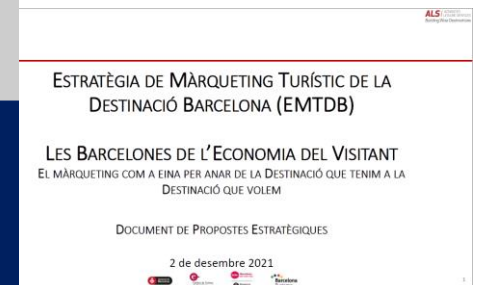 ALS
ESTRATÈGIA DE MÀRQUETING TURÍSTIC DE LA
DESTINACIÓ BARCELONA (EMTDB)
LES BARCELONES DE L'ECONOMIA DEL VISITANT
EL MÀRQUETING COM A EINA PER ANAR DE LA DESTINACIÓ QUE TENIM A LA
DESTINACIÓ QUE VOLEM
DOCUMENT DE PROPOSTES ESTRATÈGIQUES
2 de desembre 2021
Barcelona